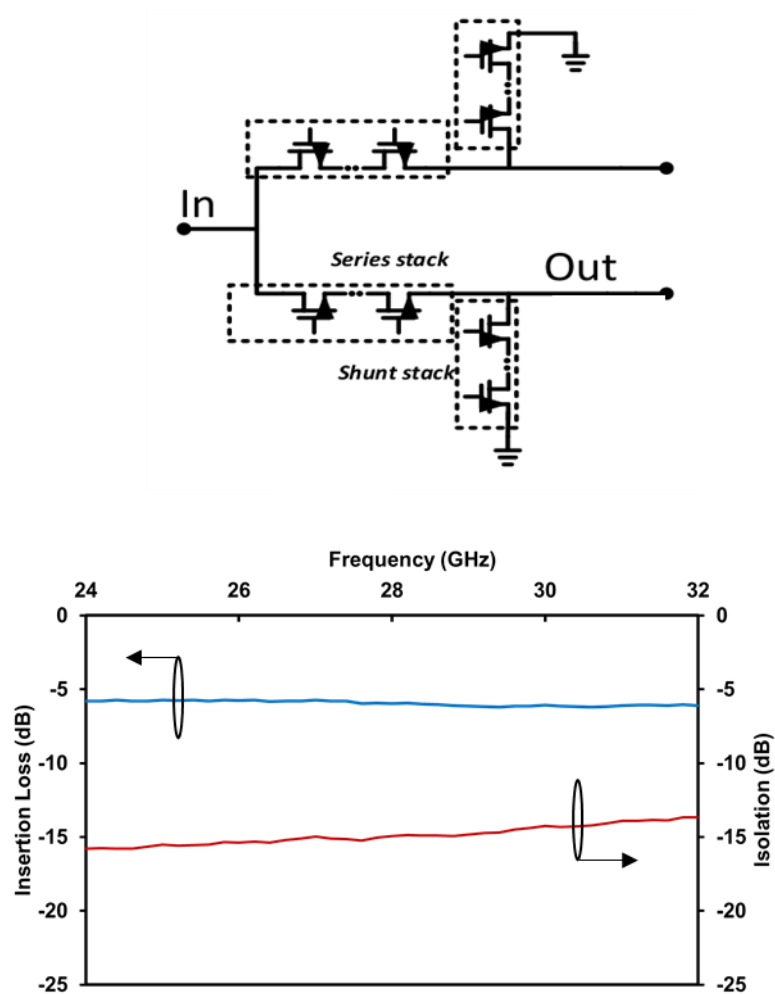 In
Series stack
Out
Shunt stack
Frequency (GHz)
24 26 28 30 32
0 0
-5 -5
-10 -10
-15 -15
-20 -20
-25 -25
Insertion Loss (dB)
Isolation (dB)